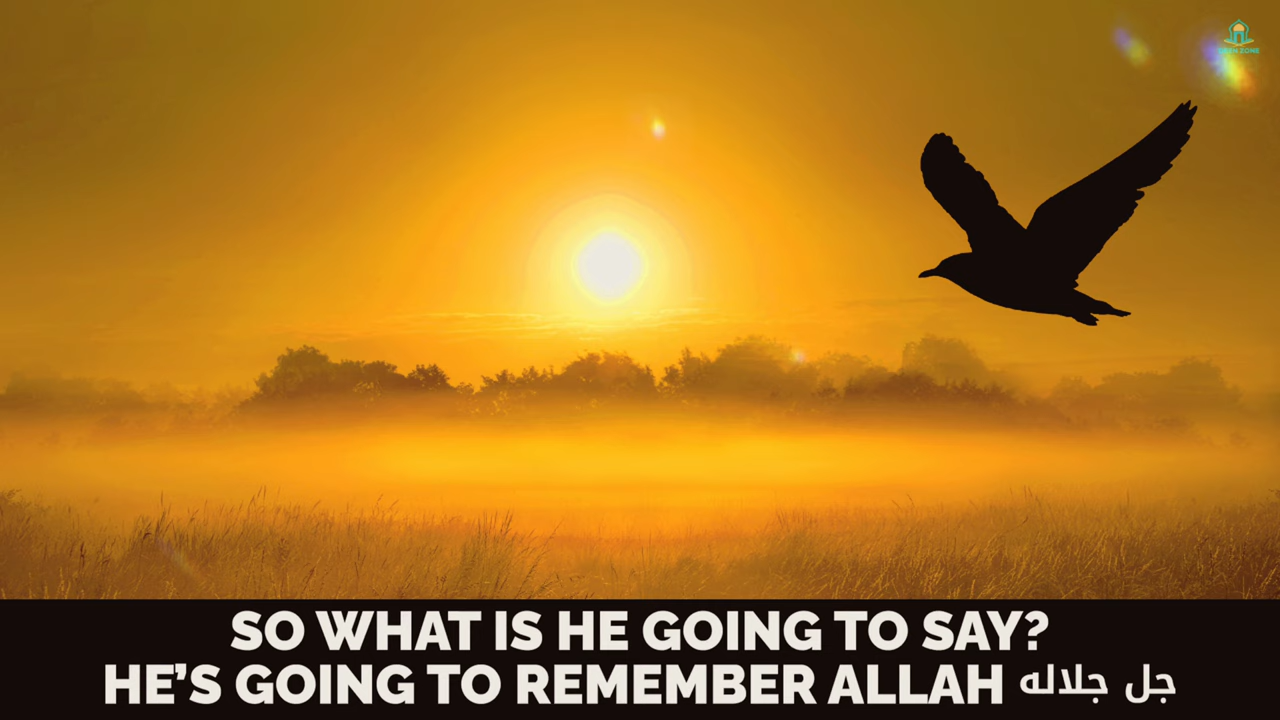 SO WHAT IS HE GOING TO SAY?
HE’S GOING TO REMEMBER ALLAH جل جلاله